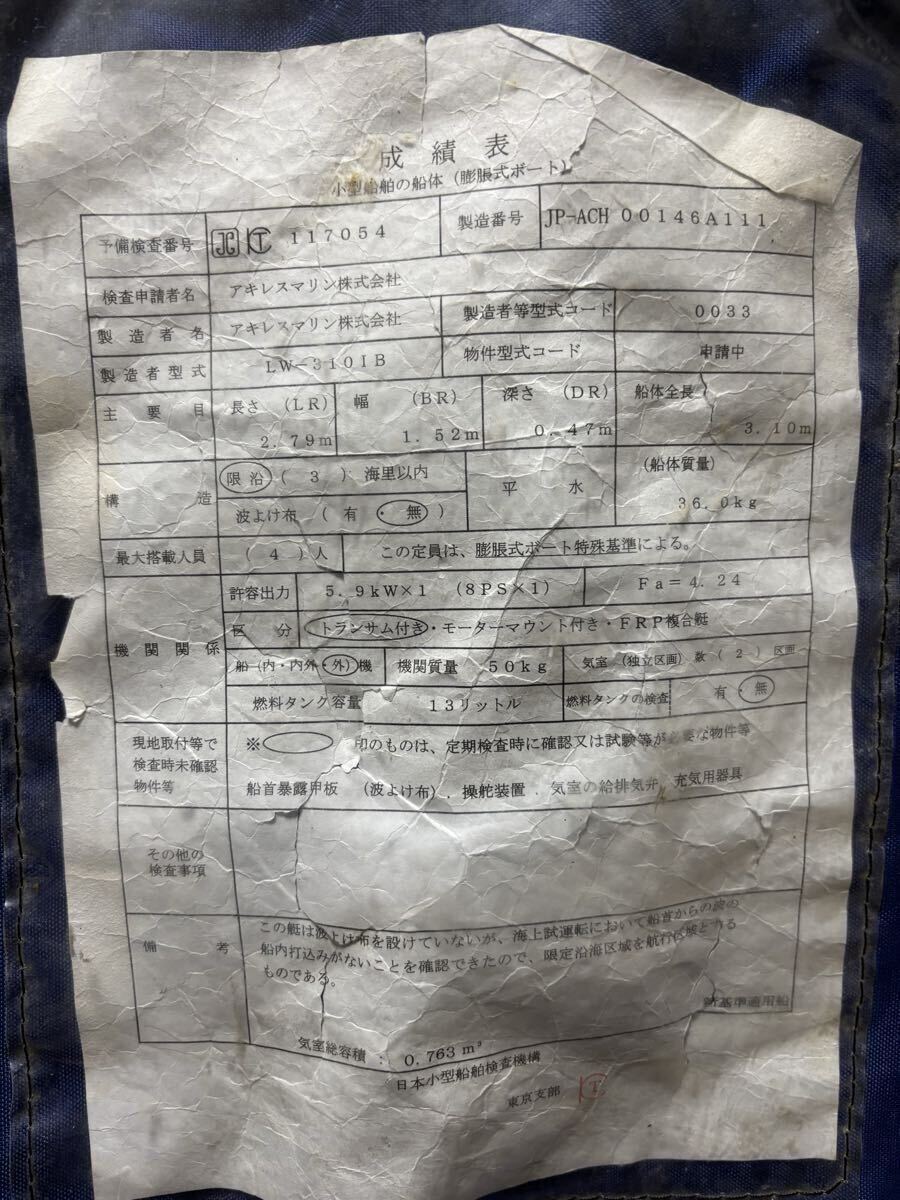 成績表
小型船舶の船体（膨脹式ボート）
予備検査番号 117054 製造番号 JP-ACH 00146A111
検査申請者名 アキレスマリン株式会社
製造者名 アキレスマリン株式会社 製造者等型式コード 0033
製造者型式 LW-310IB 物件型式コード 申請中
主要目 長さ（LR） 2.79m 幅（BR） 1.52m 深さ（DR） 0.47m 船体全長 3.10m
構造 限沿（3）海里以内 平水 （船体質量） 36.0kg
波よけ布（有・無）
最大搭載人員 （4）人 この定員は、膨脹式ボート特殊基準による。
機関関係 許容出力 5.9kW×1 （8PS×1） Fa=4.24
区分 トランサム付き・モーターマウント付き・FRP複合艇
船（内・内外・外）機 機関質量 50kg 気室（独立区画）数（2）区画
燃料タンク容量 13リットル 燃料タンクの検査 有・無
現地取付等で検査時未確認物件等 ※ 印のものは、定期検査時に確認又は試験等が必要な物件等
船首暴露甲板 （波よけ布）．操舵装置．気室の給排気弁．充気用器具
その他の検査事項
備考 この艇は波よけ布を設けていないが、海上試運転において船首からの波の
船内打込みがないことを確認できたので、限定沿海区域を航行区域とする
ものである。
新基準適用船
気室総容積：0.763m³
日本小型船舶検査機構
東京支部